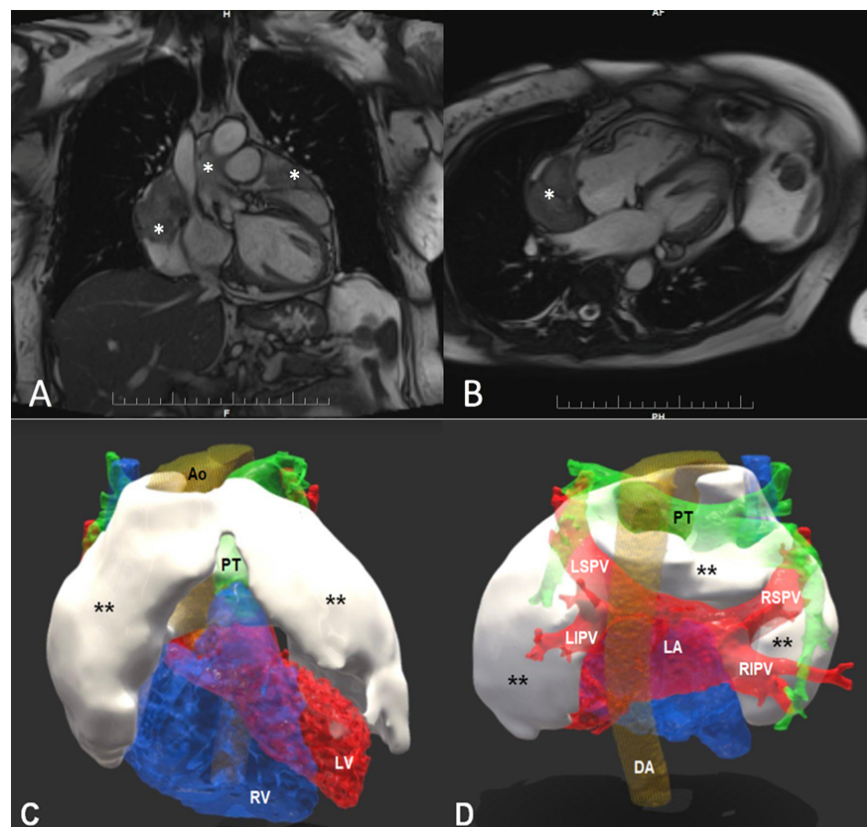 H
AF
*
*
*
*
A
B
F
PH
Ao
PT
**
**
LV
RV
C
PT
LSPV
**
RSPV
LIPV
**
LA
RIPV
**
DA
D